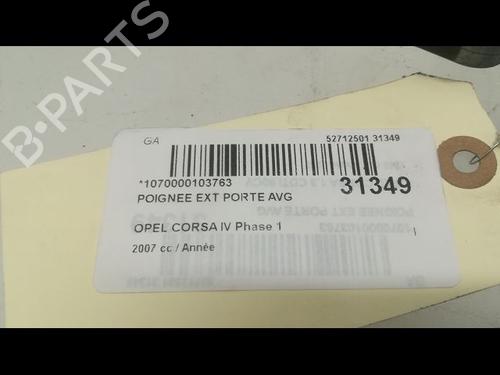 B-PARTS
GA
52712501 31349
*1070000103763
31349
POIGNEE EXT PORTE AVG
OPEL CORSA IV Phase 1
2007 cc / Année